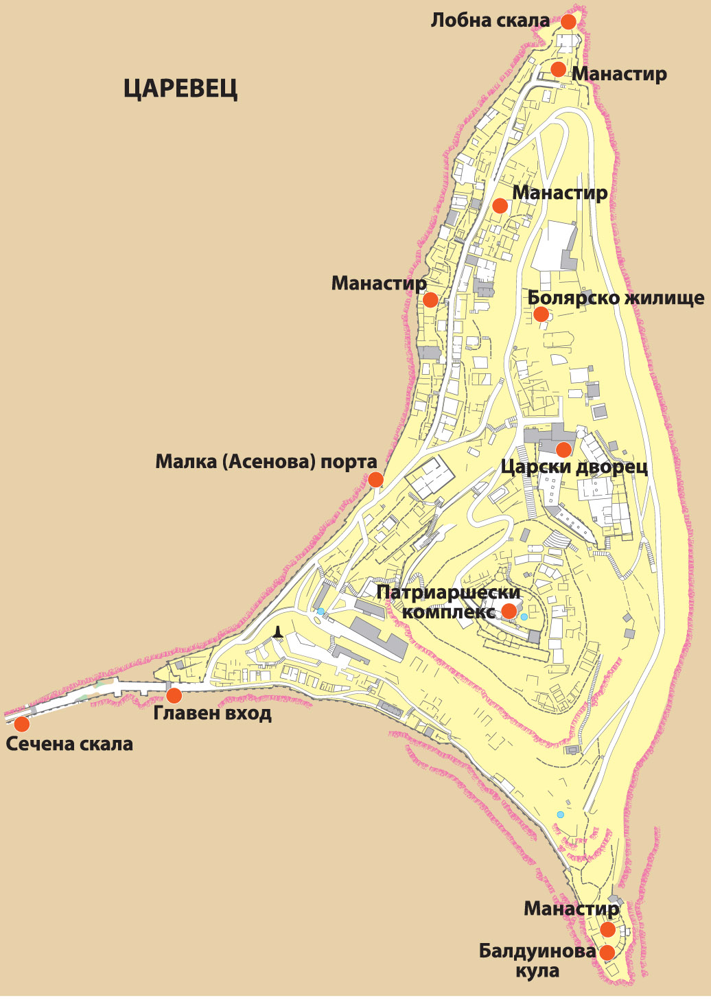 Лобна скала
Манастир
ЦАРЕВЕЦ
Манастир
Манастир
Болярско жилище
Малка (Асенова) порта
Царски дворец
Патриаршески
комплекс
Главен вход
Сечена скала
Манастир
Балдуинова
кула